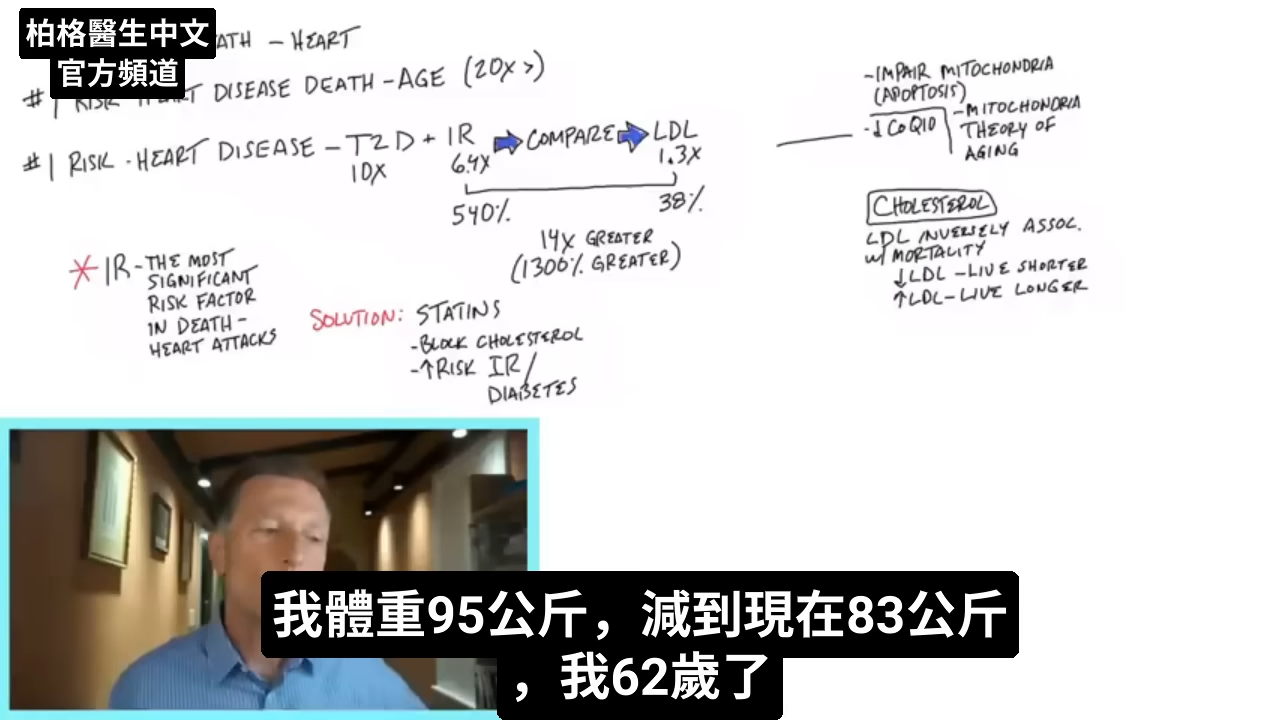 柏格醫生中文
官方頻道
ATH - HEART
#1 RISK HEART DISEASE DEATH - AGE (20X >)
#1 RISK - HEART DISEASE - T2D + IR COMPARE LDL
10X
6.4X
1.3X
540%
38%
14X GREATER
(1300% GREATER)
* IR - THE MOST
SIGNIFICANT
RISK FACTOR
IN DEATH -
HEART ATTACKS
SOLUTION: STATINS
- BLOCK CHOLESTEROL
- ↑ RISK IR/
DIABETES
- IMPAIR MITOCHONDRIA
(APOPTOSIS)
- ↓ CoQ10
- MITOCHONDRIA
THEORY OF
AGING
CHOLESTEROL
LDL INVERSELY ASSOC.
w/ MORTALITY
↓ LDL - LIVE SHORTER
↑ LDL - LIVE LONGER
我體重95公斤，減到現在83公斤
，我62歲了